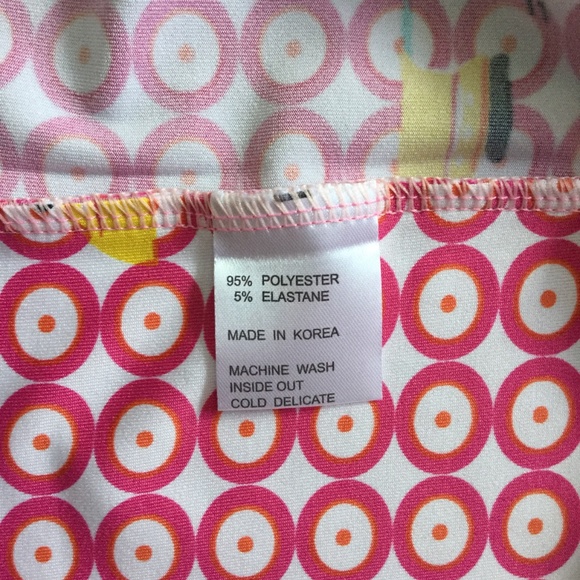 95% POLYESTER
5% ELASTANE
MADE IN KOREA
MACHINE WASH
INSIDE OUT
COLD DELICATE